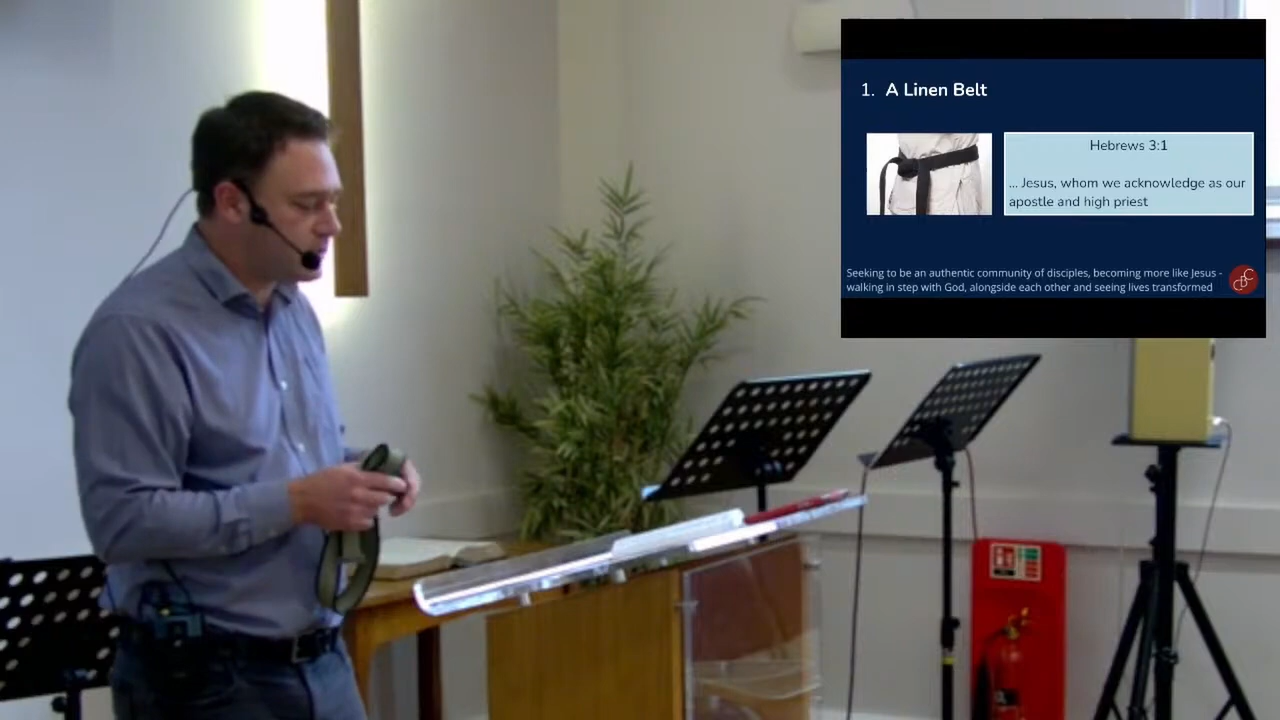 1. A Linen Belt
Hebrews 3:1
... Jesus, whom we acknowledge as our
apostle and high priest
Seeking to be an authentic community of disciples, becoming more like Jesus -
walking in step with God, alongside each other and seeing lives transformed
CBC